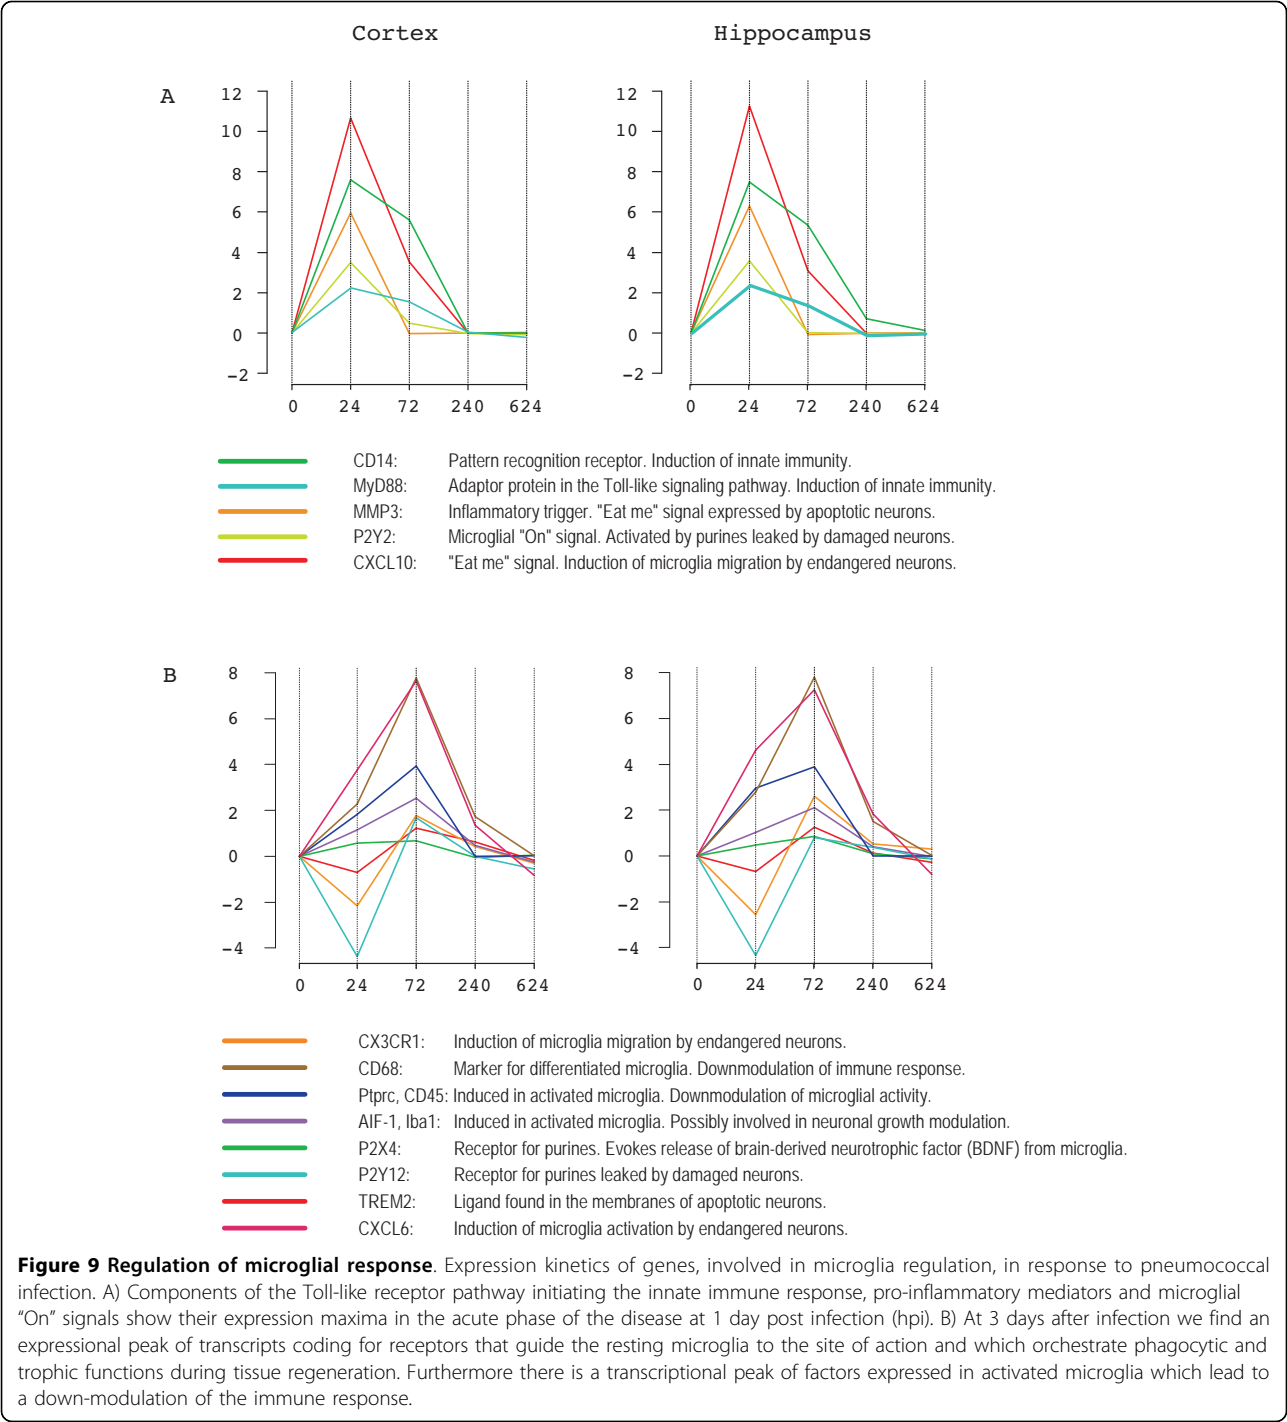 Cortex Hippocampus
A
12 12
10 10
8 8
6 6
4 4
2 2
0 0
−2 −2
0 24 72 240 624 0 24 72 240 624
CD14: Pattern recognition receptor. Induction of innate immunity.
MyD88: Adaptor protein in the Toll-like signaling pathway. Induction of innate immunity.
MMP3: Inflammatory trigger. "Eat me" signal expressed by apoptotic neurons.
P2Y2: Microglial "On" signal. Activated by purines leaked by damaged neurons.
CXCL10: "Eat me" signal. Induction of microglia migration by endangered neurons.
B
8 8
6 6
4 4
2 2
0 0
−2 −2
−4 −4
0 24 72 240 624 0 24 72 240 624
CX3CR1: Induction of microglia migration by endangered neurons.
CD68: Marker for differentiated microglia. Downmodulation of immune response.
Ptprc, CD45: Induced in activated microglia. Downmodulation of microglial activity.
AIF-1, Iba1: Induced in activated microglia. Possibly involved in neuronal growth modulation.
P2X4: Receptor for purines. Evokes release of brain-derived neurotrophic factor (BDNF) from microglia.
P2Y12: Receptor for purines leaked by damaged neurons.
TREM2: Ligand found in the membranes of apoptotic neurons.
CXCL6: Induction of microglia activation by endangered neurons.
Figure 9 Regulation of microglial response. Expression kinetics of genes, involved in microglia regulation, in response to pneumococcal
infection. A) Components of the Toll-like receptor pathway initiating the innate immune response, pro-inflammatory mediators and microglial
“On” signals show their expression maxima in the acute phase of the disease at 1 day post infection (hpi). B) At 3 days after infection we find an
expressional peak of transcripts coding for receptors that guide the resting microglia to the site of action and which orchestrate phagocytic and
trophic functions during tissue regeneration. Furthermore there is a transcriptional peak of factors expressed in activated microglia which lead to
a down-modulation of the immune response.